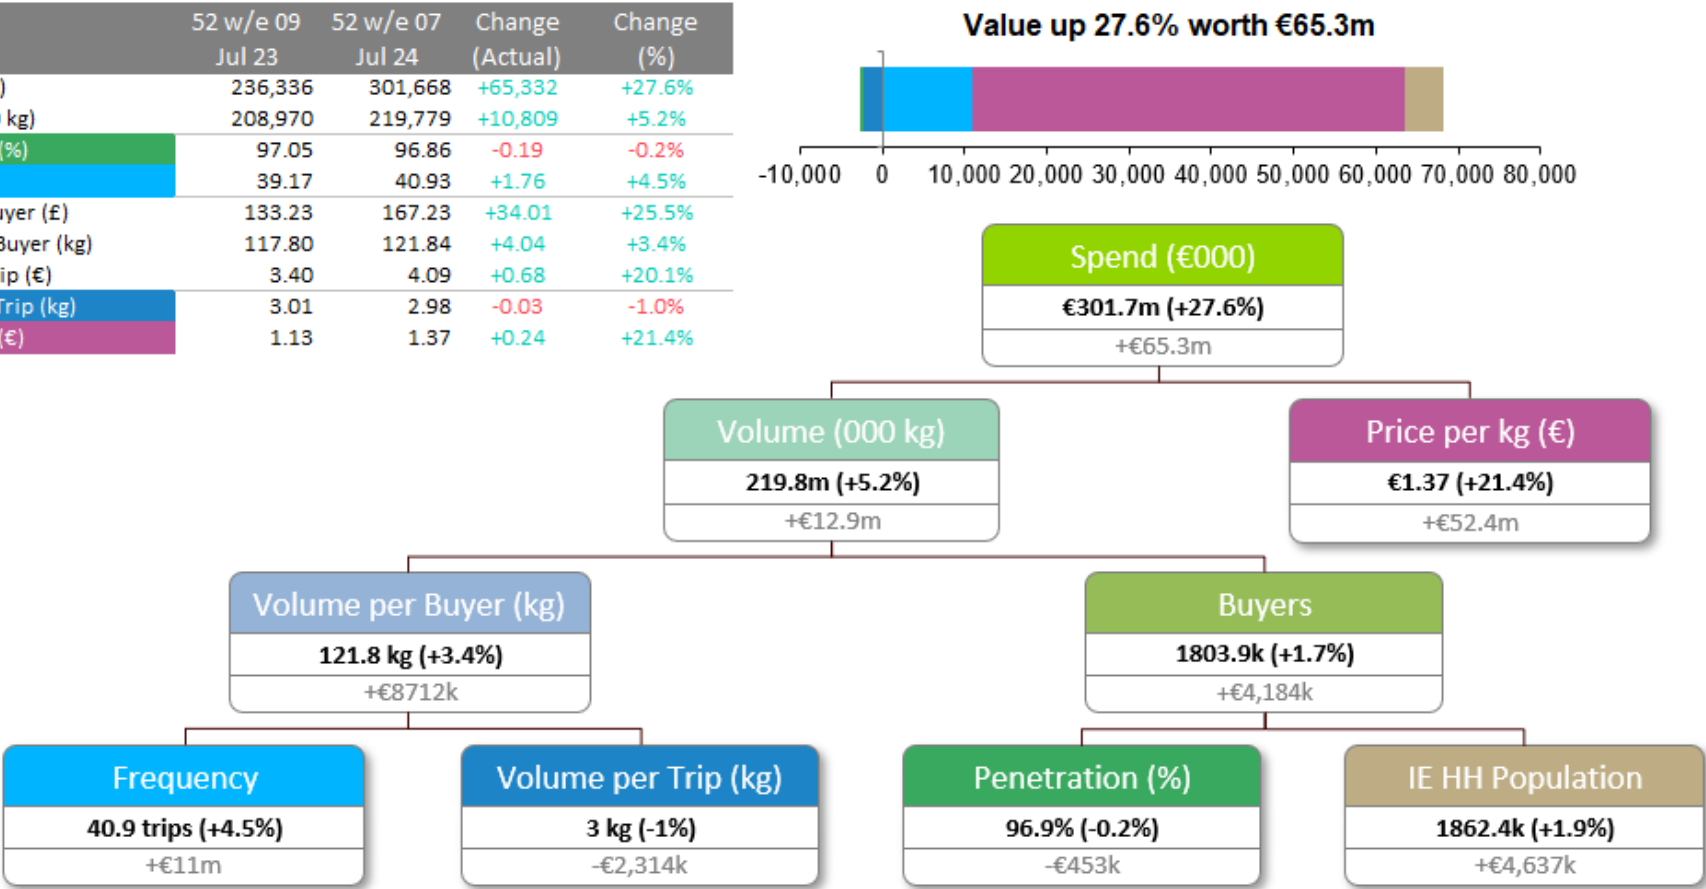 52 w/e 09 52 w/e 07 Change Change
Jul 23 Jul 24 (Actual) (%)
) 236,336 301,668 +65,332 +27.6%
kg) 208,970 219,779 +10,809 +5.2%
(%) 97.05 96.86 -0.19 -0.2%
39.17 40.93 +1.76 +4.5%
uyer (£) 133.23 167.23 +34.01 +25.5%
Buyer (kg) 117.80 121.84 +4.04 +3.4%
ip (€) 3.40 4.09 +0.68 +20.1%
Trip (kg) 3.01 2.98 -0.03 -1.0%
(€) 1.13 1.37 +0.24 +21.4%
Value up 27.6% worth €65.3m
-10,000 0 10,000 20,000 30,000 40,000 50,000 60,000 70,000 80,000
Spend (€000)
€301.7m (+27.6%)
+€65.3m
Volume (000 kg)
219.8m (+5.2%)
+€12.9m
Price per kg (€)
€1.37 (+21.4%)
+€52.4m
Volume per Buyer (kg)
121.8 kg (+3.4%)
+€8712k
Buyers
1803.9k (+1.7%)
+€4,184k
Frequency
40.9 trips (+4.5%)
+€11m
Volume per Trip (kg)
3 kg (-1%)
-€2,314k
Penetration (%)
96.9% (-0.2%)
-€453k
IE HH Population
1862.4k (+1.9%)
+€4,637k